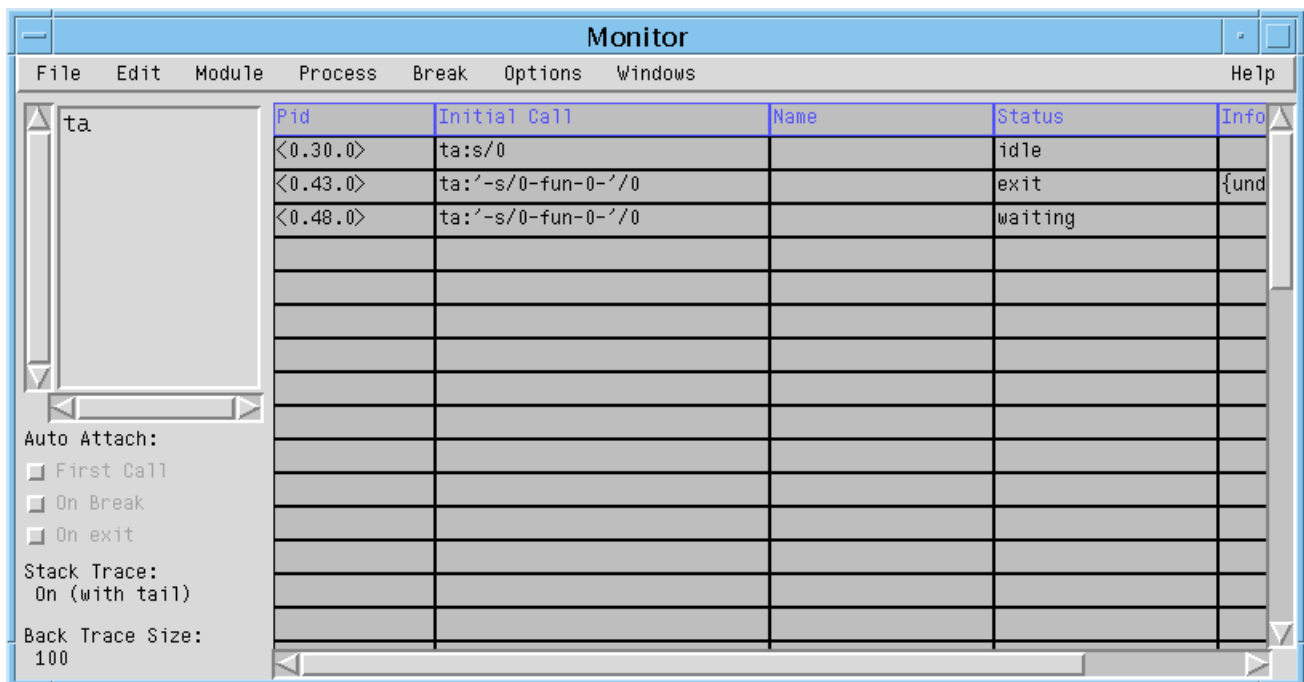 Monitor
File Edit Module Process Break Options Windows Help
ta
Pid Initial Call Name Status Info
<0.30.0> ta:s/0 idle
<0.43.0> ta:′-s/0-fun-0-′/0 exit {und
<0.48.0> ta:′-s/0-fun-0-′/0 waiting
Auto Attach:
First Call
On Break
On exit
Stack Trace:
On (with tail)
Back Trace Size:
100